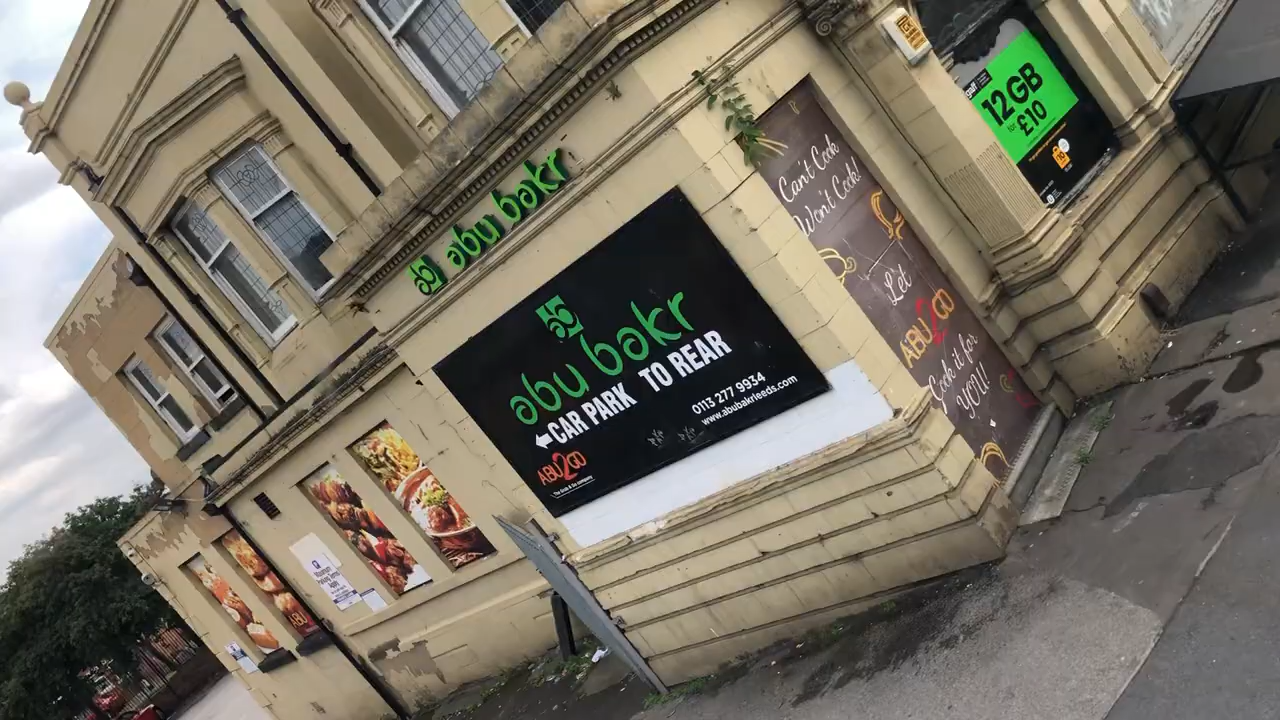 abu bakr
abu bakr
CAR PARK TO REAR
0113 277 9934
www.abubakrleeds.com
ABU2GO
Can't Cook
Won't Cook!
Let
ABU2GO
Cook it for
YOU!!
12GB
for £10
ABU